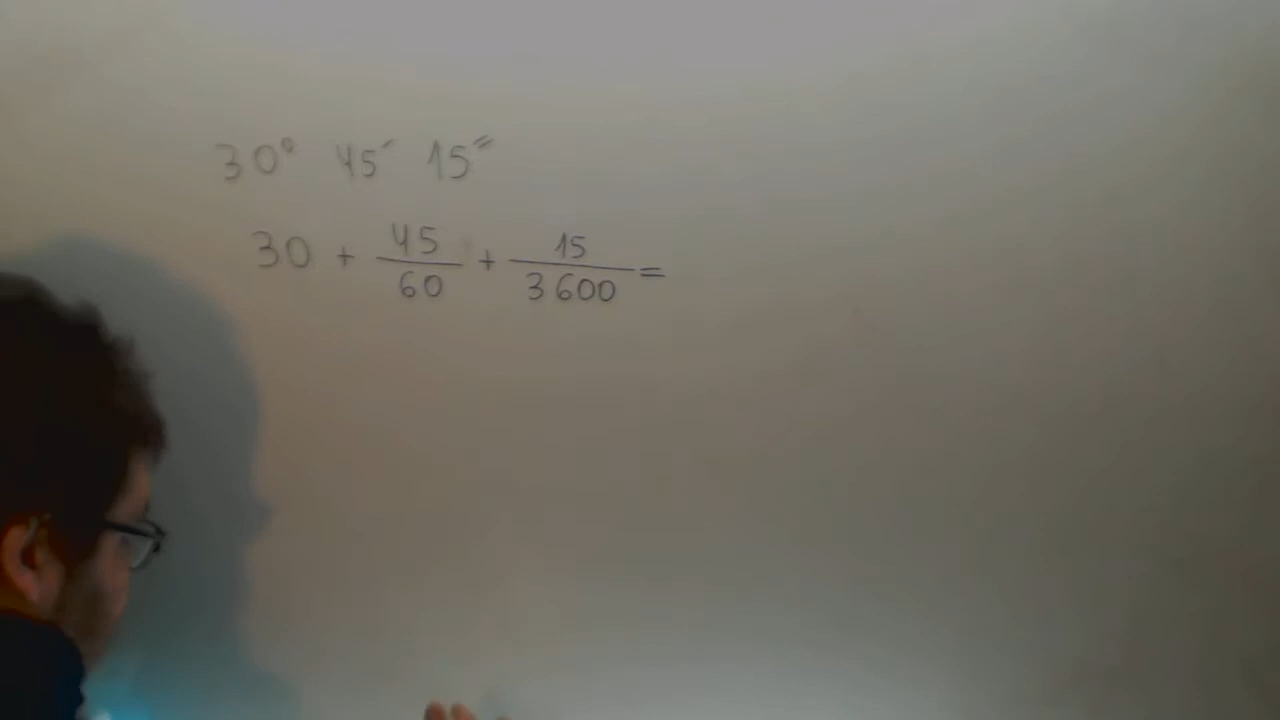 30° 45′ 15″
30 + 45/60 + 15/3600 =